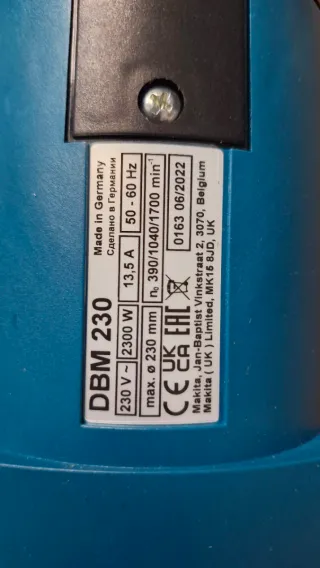 DBM 230
Made in Germany
Сделано в Германии
230 V~ 2300 W 13,5 A 50 - 60 Hz
max. ø 230 mm n₀ 390/1040/1700 min⁻¹
CE UK CA EAC 0163 06/2022
Makita, Jan-Baptist Vinkstraat 2, 3070, Belgium
Makita ( UK ) Limited, MK15 8JD, UK